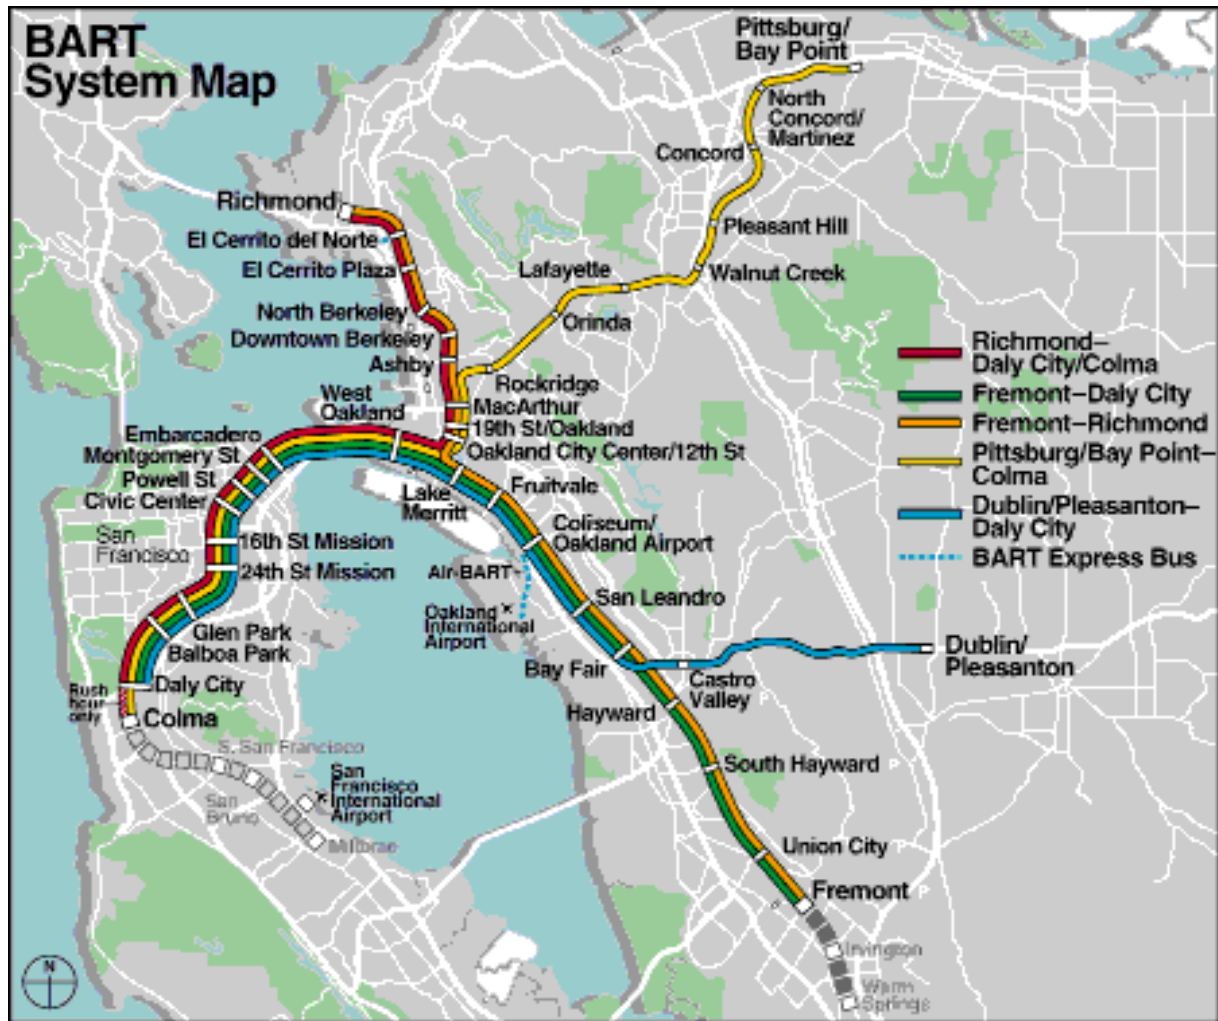 BART
System Map
Pittsburg/
Bay Point
North
Concord/
Martinez
Concord
Pleasant Hill
Walnut Creek
Lafayette
Orinda
Rockridge
Richmond
El Cerrito del Norte
El Cerrito Plaza
North Berkeley
Downtown Berkeley
Ashby
MacArthur
19th St/Oakland
Oakland City Center/12th St
West
Oakland
Embarcadero
Montgomery St
Powell St
Civic Center
San
Francisco
16th St Mission
24th St Mission
Glen Park
Balboa Park
Daly City
Rush
hour
only
Colma
S. San Francisco
San
Bruno
San
Francisco
International
Airport
Millbrae
Lake
Merritt
Fruitvale
Coliseum/
Oakland Airport
Air-BART
Oakland
International
Airport
San Leandro
Bay Fair
Castro
Valley
Dublin/
Pleasanton
Hayward
South Hayward
Union City
Fremont
Irvington
Warm
Springs
Richmond–
Daly City/Colma
Fremont–Daly City
Fremont–Richmond
Pittsburg/Bay Point–
Colma
Dublin/Pleasanton–
Daly City
BART Express Bus
P
P
P
P
N